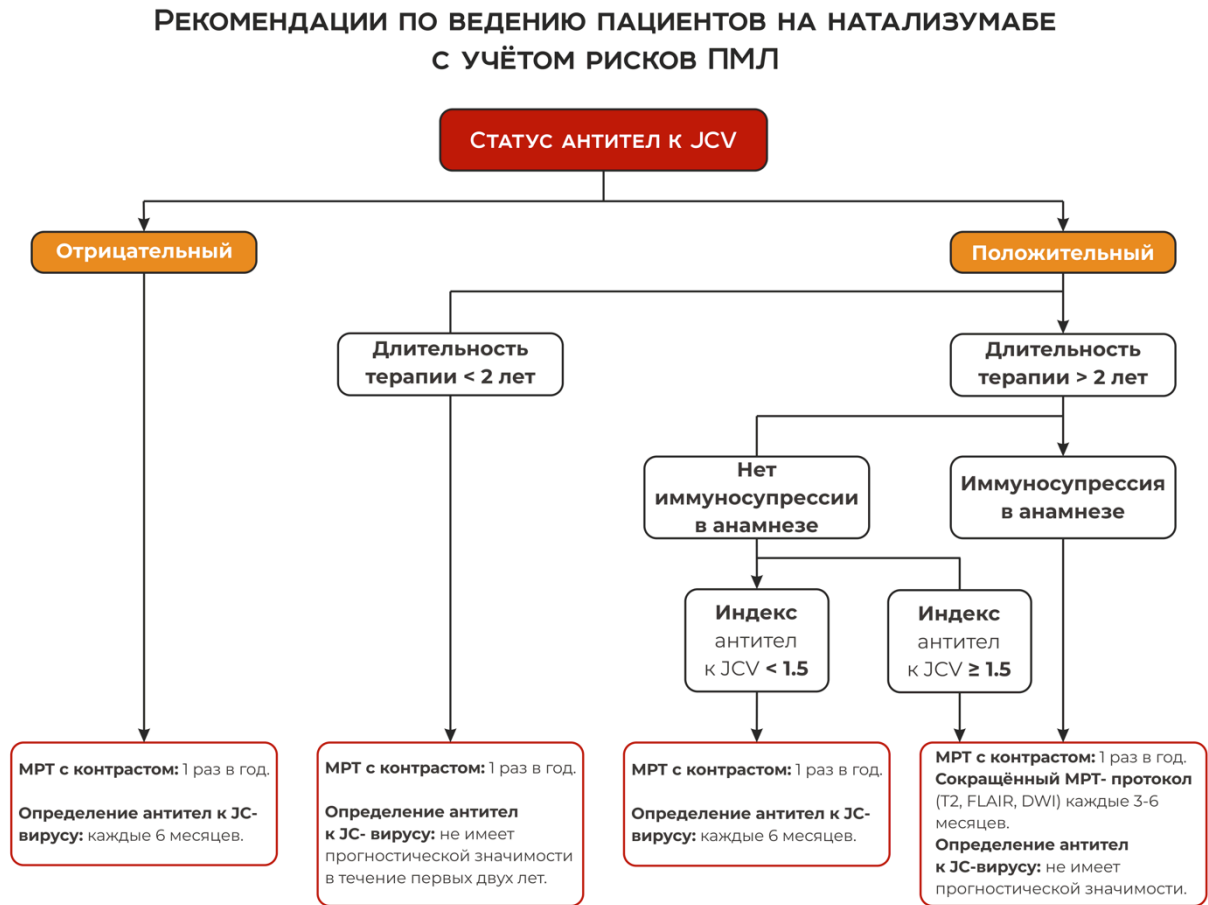 Рекомендации по ведению пациентов на натализумабе
с учётом рисков ПМЛ
Статус антител к JCV
Отрицательный
Положительный
Длительность
терапии < 2 лет
Длительность
терапии > 2 лет
Нет
иммуносупрессии
в анамнезе
Иммуносупрессия
в анамнезе
Индекс
антител
к JCV < 1.5
Индекс
антител
к JCV ≥ 1.5
МРТ с контрастом: 1 раз в год.
Определение антител к JC-
вирусу: каждые 6 месяцев.
МРТ с контрастом: 1 раз в год.
Определение антител
к JC- вирусу: не имеет
прогностической значимости
в течение первых двух лет.
МРТ с контрастом: 1 раз в год.
Определение антител к JC-
вирусу: каждые 6 месяцев.
МРТ с контрастом: 1 раз в год.
Сокращённый МРТ- протокол
(T2, FLAIR, DWI) каждые 3-6
месяцев.
Определение антител
к JC-вирусу: не имеет
прогностической значимости.